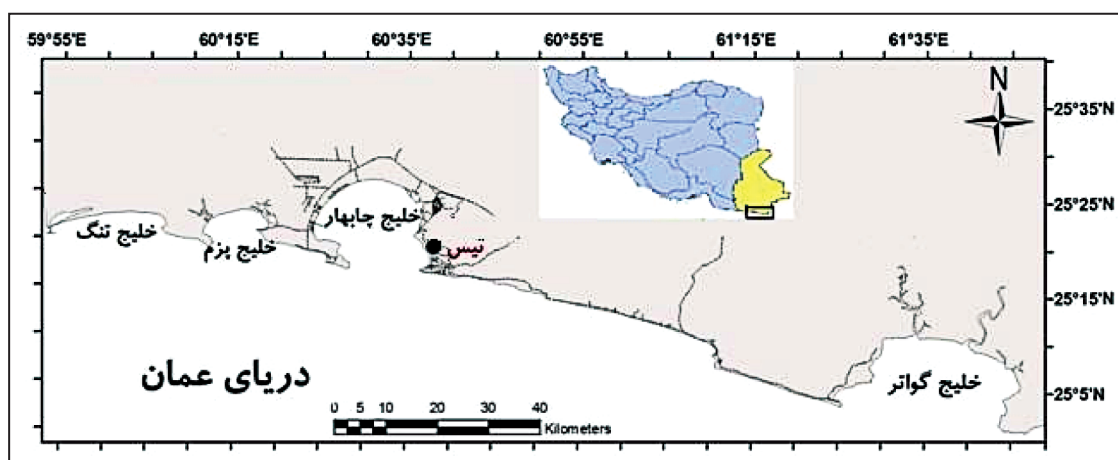 59°55'E 60°15'E 60°35'E 60°55'E 61°15'E 61°35'E
N
25°35'N
25°25'N
خلیج چابهار
خلیج تنگ
خلیج پزم
تیس
25°15'N
دریای عمان
خلیج گواتر
25°5'N
0 5 10 20 30 40
Kilometers